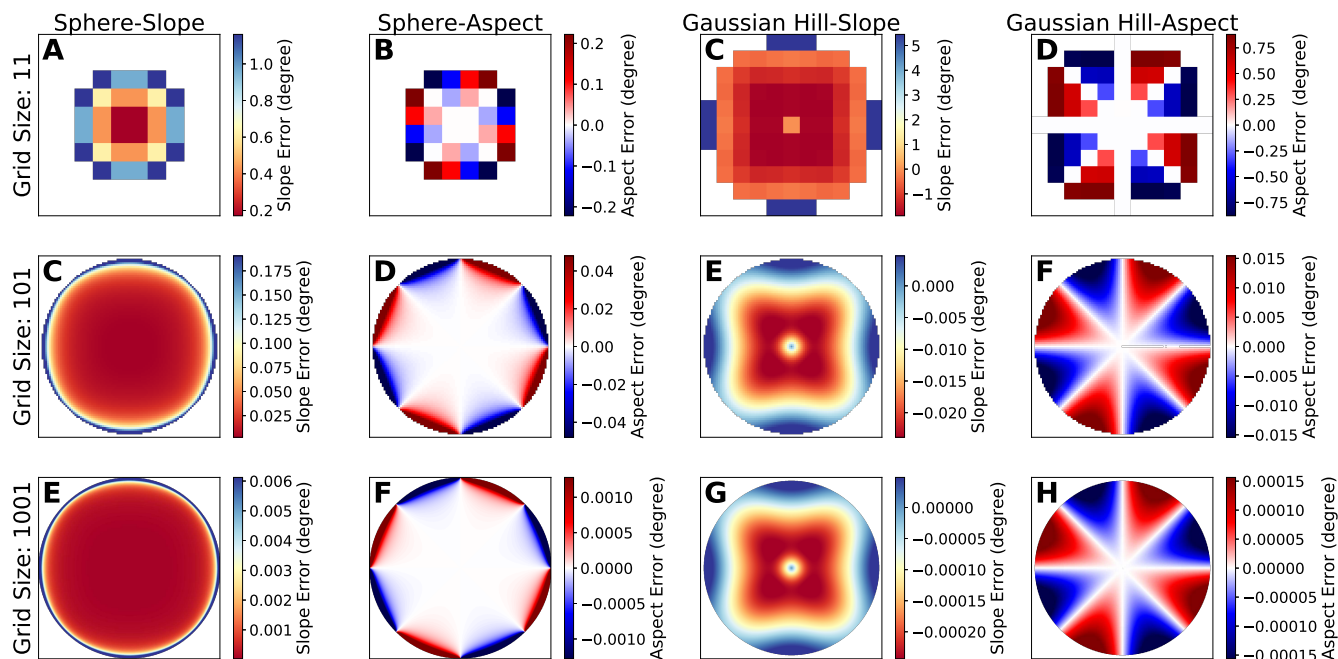 Sphere-Slope
Sphere-Aspect
Gaussian Hill-Slope
Gaussian Hill-Aspect
Grid Size: 11
A
1.0
0.8
0.6
0.4
0.2
Slope Error (degree)
B
0.2
0.1
0.0
−0.1
−0.2
Aspect Error (degree)
C
5
4
3
2
1
0
−1
Slope Error (degree)
D
0.75
0.50
0.25
0.00
−0.25
−0.50
−0.75
Aspect Error (degree)
Grid Size: 101
C
0.175
0.150
0.125
0.100
0.075
0.050
0.025
Slope Error (degree)
D
0.04
0.02
0.00
−0.02
−0.04
Aspect Error (degree)
E
0.000
−0.005
−0.010
−0.015
−0.020
Slope Error (degree)
F
0.015
0.010
0.005
0.000
−0.005
−0.010
−0.015
Aspect Error (degree)
Grid Size: 1001
E
0.006
0.005
0.004
0.003
0.002
0.001
Slope Error (degree)
F
0.0010
0.0005
0.0000
−0.0005
−0.0010
Aspect Error (degree)
G
0.00000
−0.00005
−0.00010
−0.00015
−0.00020
Slope Error (degree)
H
0.00015
0.00010
0.00005
0.00000
−0.00005
−0.00010
−0.00015
Aspect Error (degree)